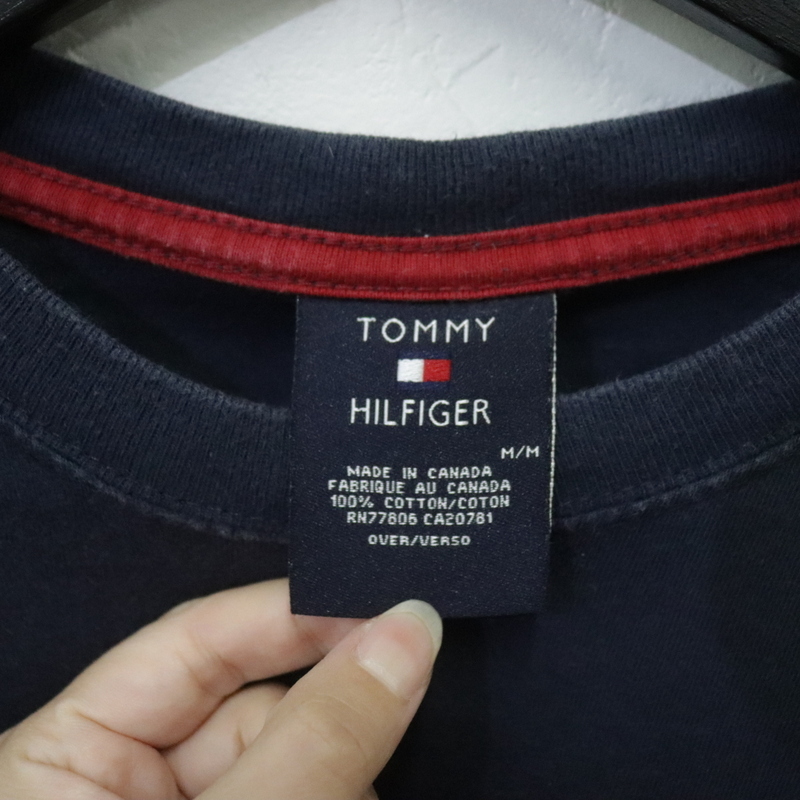 TOMMY
HILFIGER
M/M
MADE IN CANADA
FABRIQUE AU CANADA
100% COTTON/COTON
RN77806 CA20781
OVER/VERSO